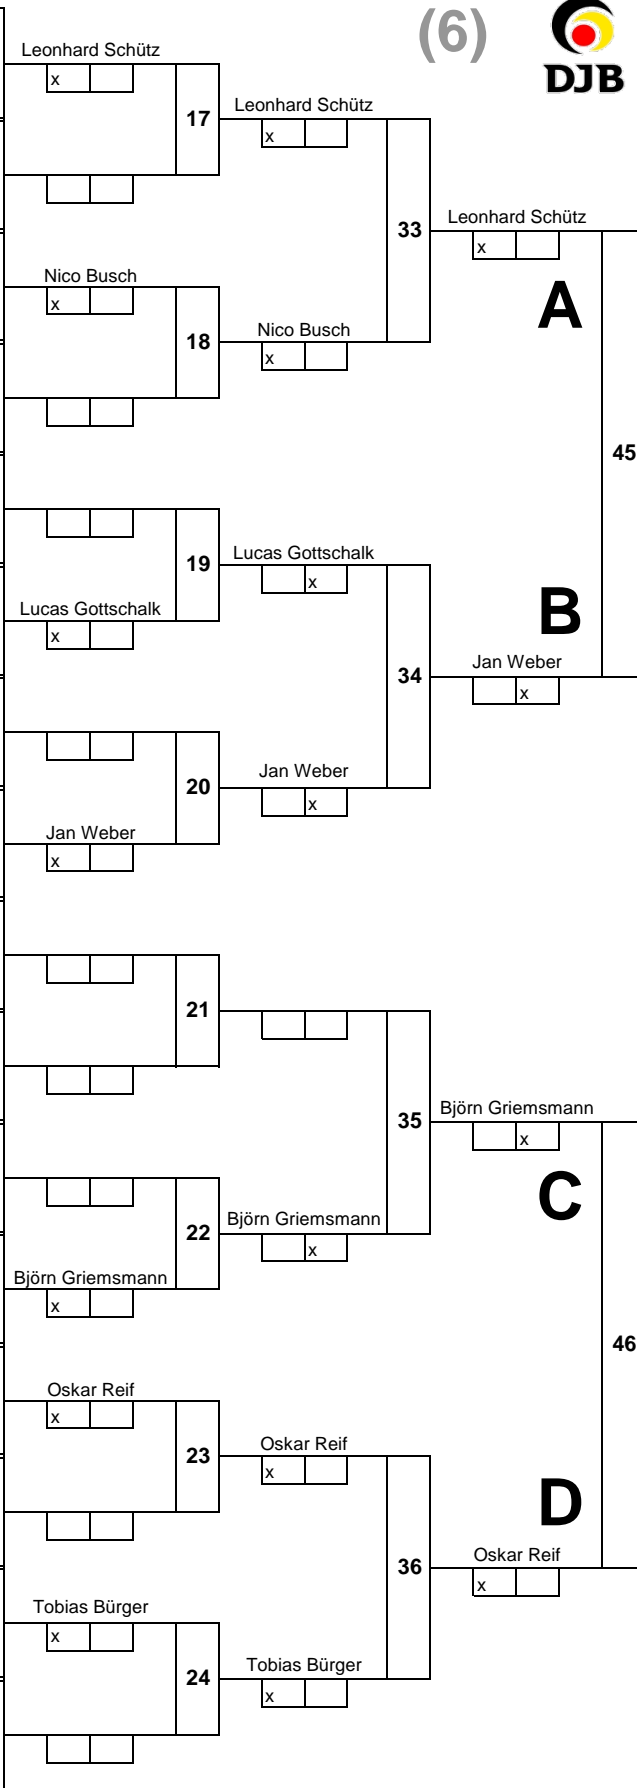 (6)
DJB
Leonhard Schütz
x
17
Leonhard Schütz
x
33
Leonhard Schütz
x
A
Nico Busch
x
18
Nico Busch
x
45
19
Lucas Gottschalk
x
Lucas Gottschalk
x
B
34
Jan Weber
x
20
Jan Weber
x
Jan Weber
x
21
35
Björn Griemsmann
x
C
22
Björn Griemsmann
x
Björn Griemsmann
x
46
Oskar Reif
x
23
Oskar Reif
x
D
36
Oskar Reif
x
Tobias Bürger
x
24
Tobias Bürger
x